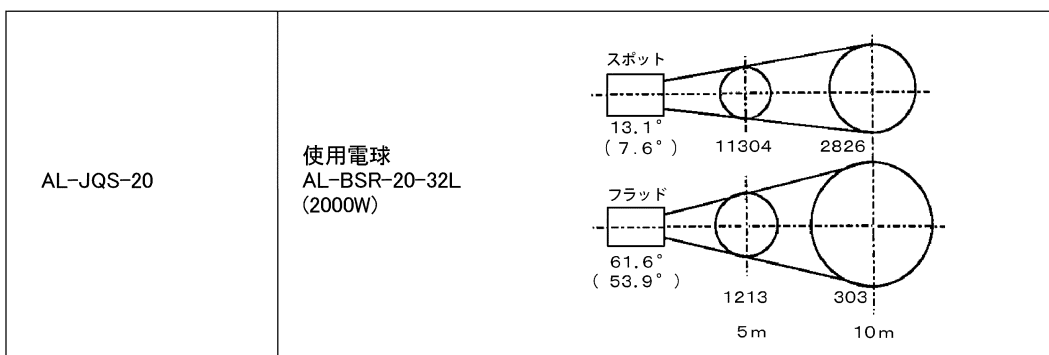 AL-JQS-20
使用電球
AL-BSR-20-32L
(2000W)
スポット
13.1°
(7.6°)
11304
2826
フラッド
61.6°
(53.9°)
1213
303
5m
10m